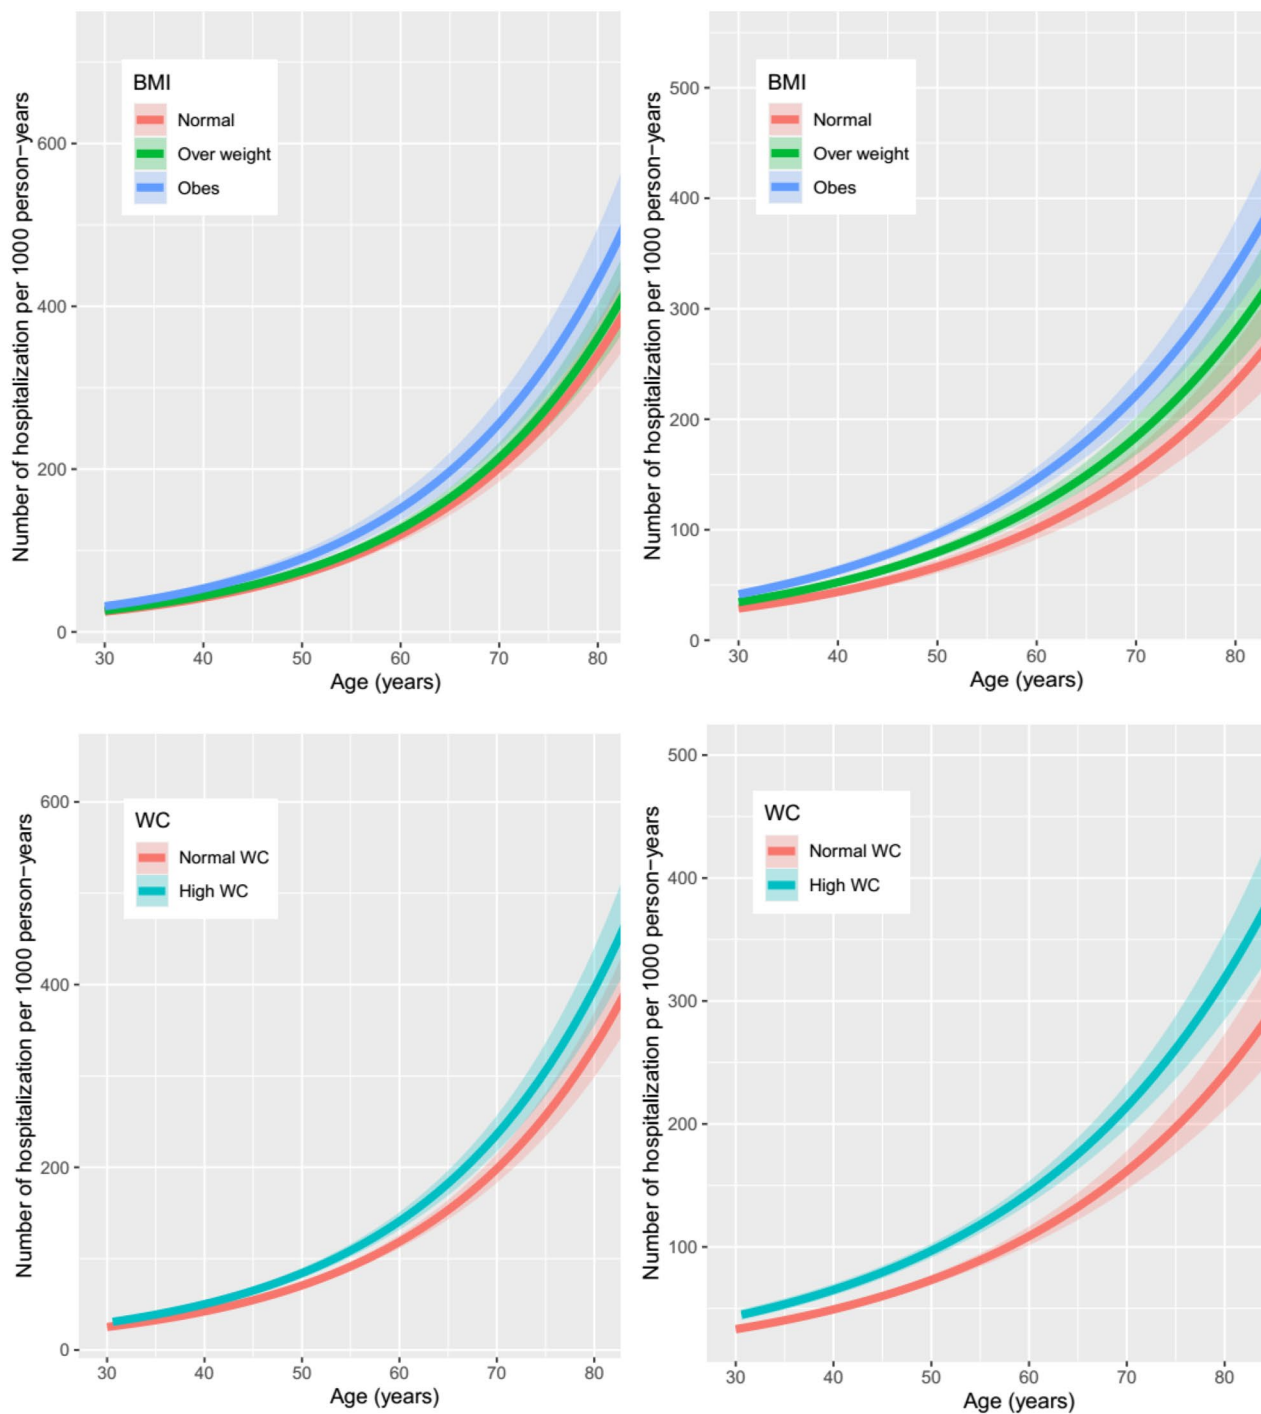 Number of hospitalization per 1000 person−years
600
400
200
0
BMI
Normal
Over weight
Obes
30 40 50 60 70 80
Age (years)
Number of hospitalization per 1000 person−years
500
400
300
200
100
0
BMI
Normal
Over weight
Obes
30 40 50 60 70 80
Age (years)
Number of hospitalization per 1000 person−years
600
400
200
0
WC
Normal WC
High WC
30 40 50 60 70 80
Age (years)
Number of hospitalization per 1000 person−years
500
400
300
200
100
WC
Normal WC
High WC
30 40 50 60 70 80
Age (years)